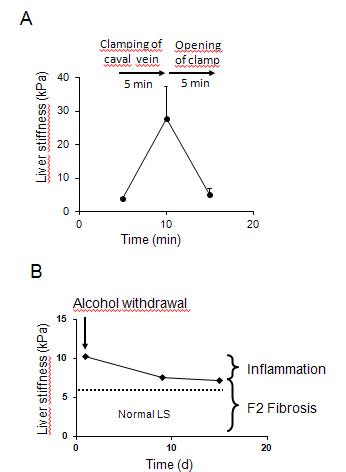 A
Clamping of Opening
caval vein of clamp
5 min 5 min
40
30
20
10
0
Liver stiffness (kPa)
0 10 20
Time (min)
B
Alcohol withdrawal
15
10
5
0
Liver stiffness (kPa)
Inflammation
F2 Fibrosis
Normal LS
0 10 20
Time (d)